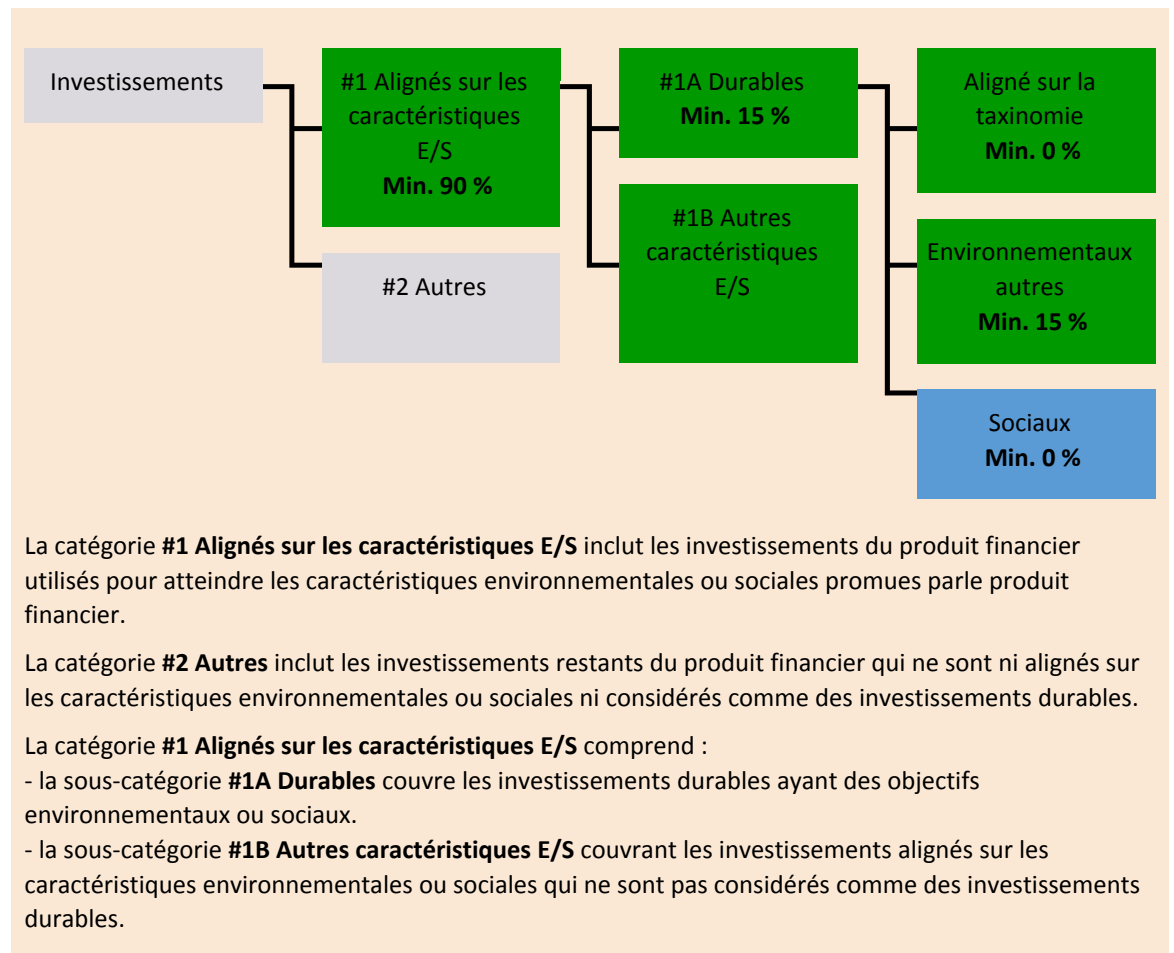 Investissements
#1 Alignés sur les
caractéristiques
E/S
Min. 90 %
#2 Autres
#1A Durables
Min. 15 %
#1B Autres
caractéristiques
E/S
Aligné sur la
taxinomie
Min. 0 %
Environnementaux
autres
Min. 15 %
Sociaux
Min. 0 %
La catégorie #1 Alignés sur les caractéristiques E/S inclut les investissements du produit financier
utilisés pour atteindre les caractéristiques environnementales ou sociales promues parle produit
financier.
La catégorie #2 Autres inclut les investissements restants du produit financier qui ne sont ni alignés sur
les caractéristiques environnementales ou sociales ni considérés comme des investissements durables.
La catégorie #1 Alignés sur les caractéristiques E/S comprend :
- la sous-catégorie #1A Durables couvre les investissements durables ayant des objectifs
environnementaux ou sociaux.
- la sous-catégorie #1B Autres caractéristiques E/S couvrant les investissements alignés sur les
caractéristiques environnementales ou sociales qui ne sont pas considérés comme des investissements
durables.